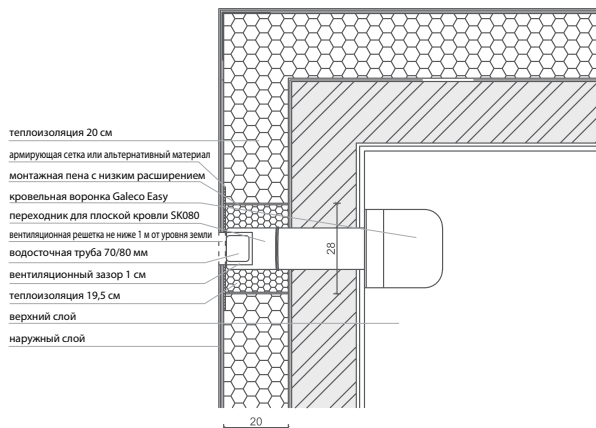 теплоизоляция 20 см
армирующая сетка или альтернативный материал
монтажная пена с низким расширением
кровельная воронка Galeco Easy
переходник для плоской кровли SK080
вентиляционная решетка не ниже 1 м от уровня земли
водосточная труба 70/80 мм
вентиляционный зазор 1 см
теплоизоляция 19,5 см
верхний слой
наружный слой
28
20